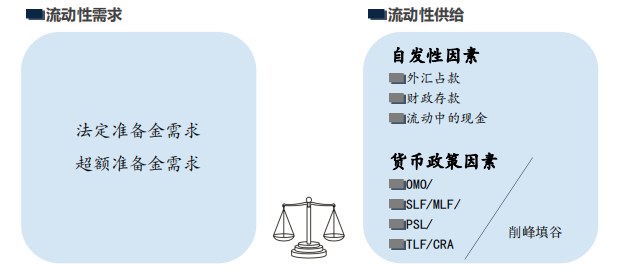 流动性需求
法定准备金需求
超额准备金需求
流动性供给
自发性因素
外汇占款
财政存款
流动中的现金
货币政策因素
OMO/
SLF/MLF/
PSL/
TLF/CRA
削峰填谷